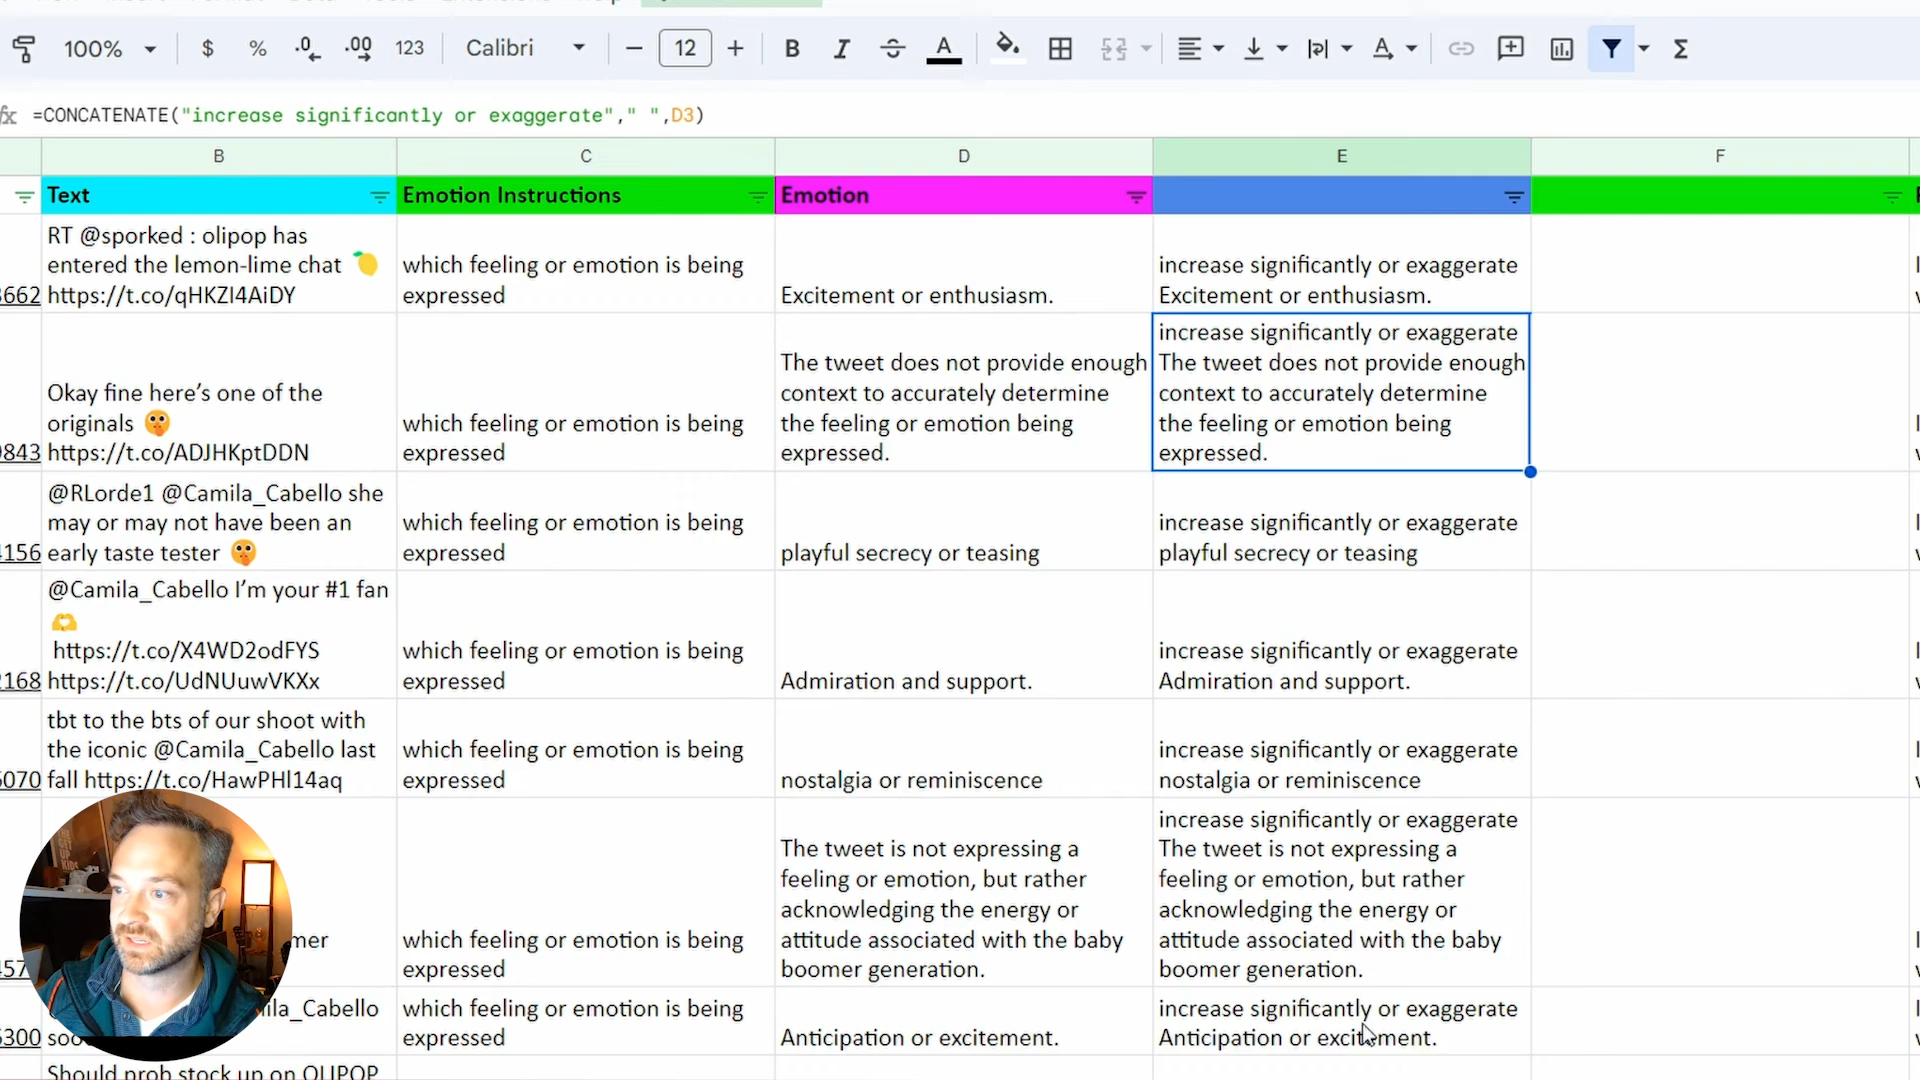 100%
$
%
.0
.00
123
Calibri
12
B
I
A
Σ
fx =CONCATENATE("increase significantly or exaggerate"," ",D3)
B
C
D
E
F
Text
Emotion Instructions
Emotion
RT @sporked : olipop has
entered the lemon-lime chat 🍋
https://t.co/qHKZI4AiDY
which feeling or emotion is being
expressed
Excitement or enthusiasm.
increase significantly or exaggerate
Excitement or enthusiasm.
3662
Okay fine here’s one of the
originals 🤫
https://t.co/ADJHKptDDN
which feeling or emotion is being
expressed
The tweet does not provide enough
context to accurately determine
the feeling or emotion being
expressed.
increase significantly or exaggerate
The tweet does not provide enough
context to accurately determine
the feeling or emotion being
expressed.
9843
@RLorde1 @Camila_Cabello she
may or may not have been an
early taste tester 🤫
which feeling or emotion is being
expressed
playful secrecy or teasing
increase significantly or exaggerate
playful secrecy or teasing
4156
@Camila_Cabello I’m your #1 fan
🫶
https://t.co/X4WD2odFYS
https://t.co/UdNUuwVKXx
which feeling or emotion is being
expressed
Admiration and support.
increase significantly or exaggerate
Admiration and support.
2168
tbt to the bts of our shoot with
the iconic @Camila_Cabello last
fall https://t.co/HawPHl14aq
which feeling or emotion is being
expressed
nostalgia or reminiscence
increase significantly or exaggerate
nostalgia or reminiscence
5070
which feeling or emotion is being
expressed
The tweet is not expressing a
feeling or emotion, but rather
acknowledging the energy or
attitude associated with the baby
boomer generation.
increase significantly or exaggerate
The tweet is not expressing a
feeling or emotion, but rather
acknowledging the energy or
attitude associated with the baby
boomer generation.
which feeling or emotion is being
expressed
Anticipation or excitement.
increase significantly or exaggerate
Anticipation or excitement.
Should prob stock up on OLIPOP